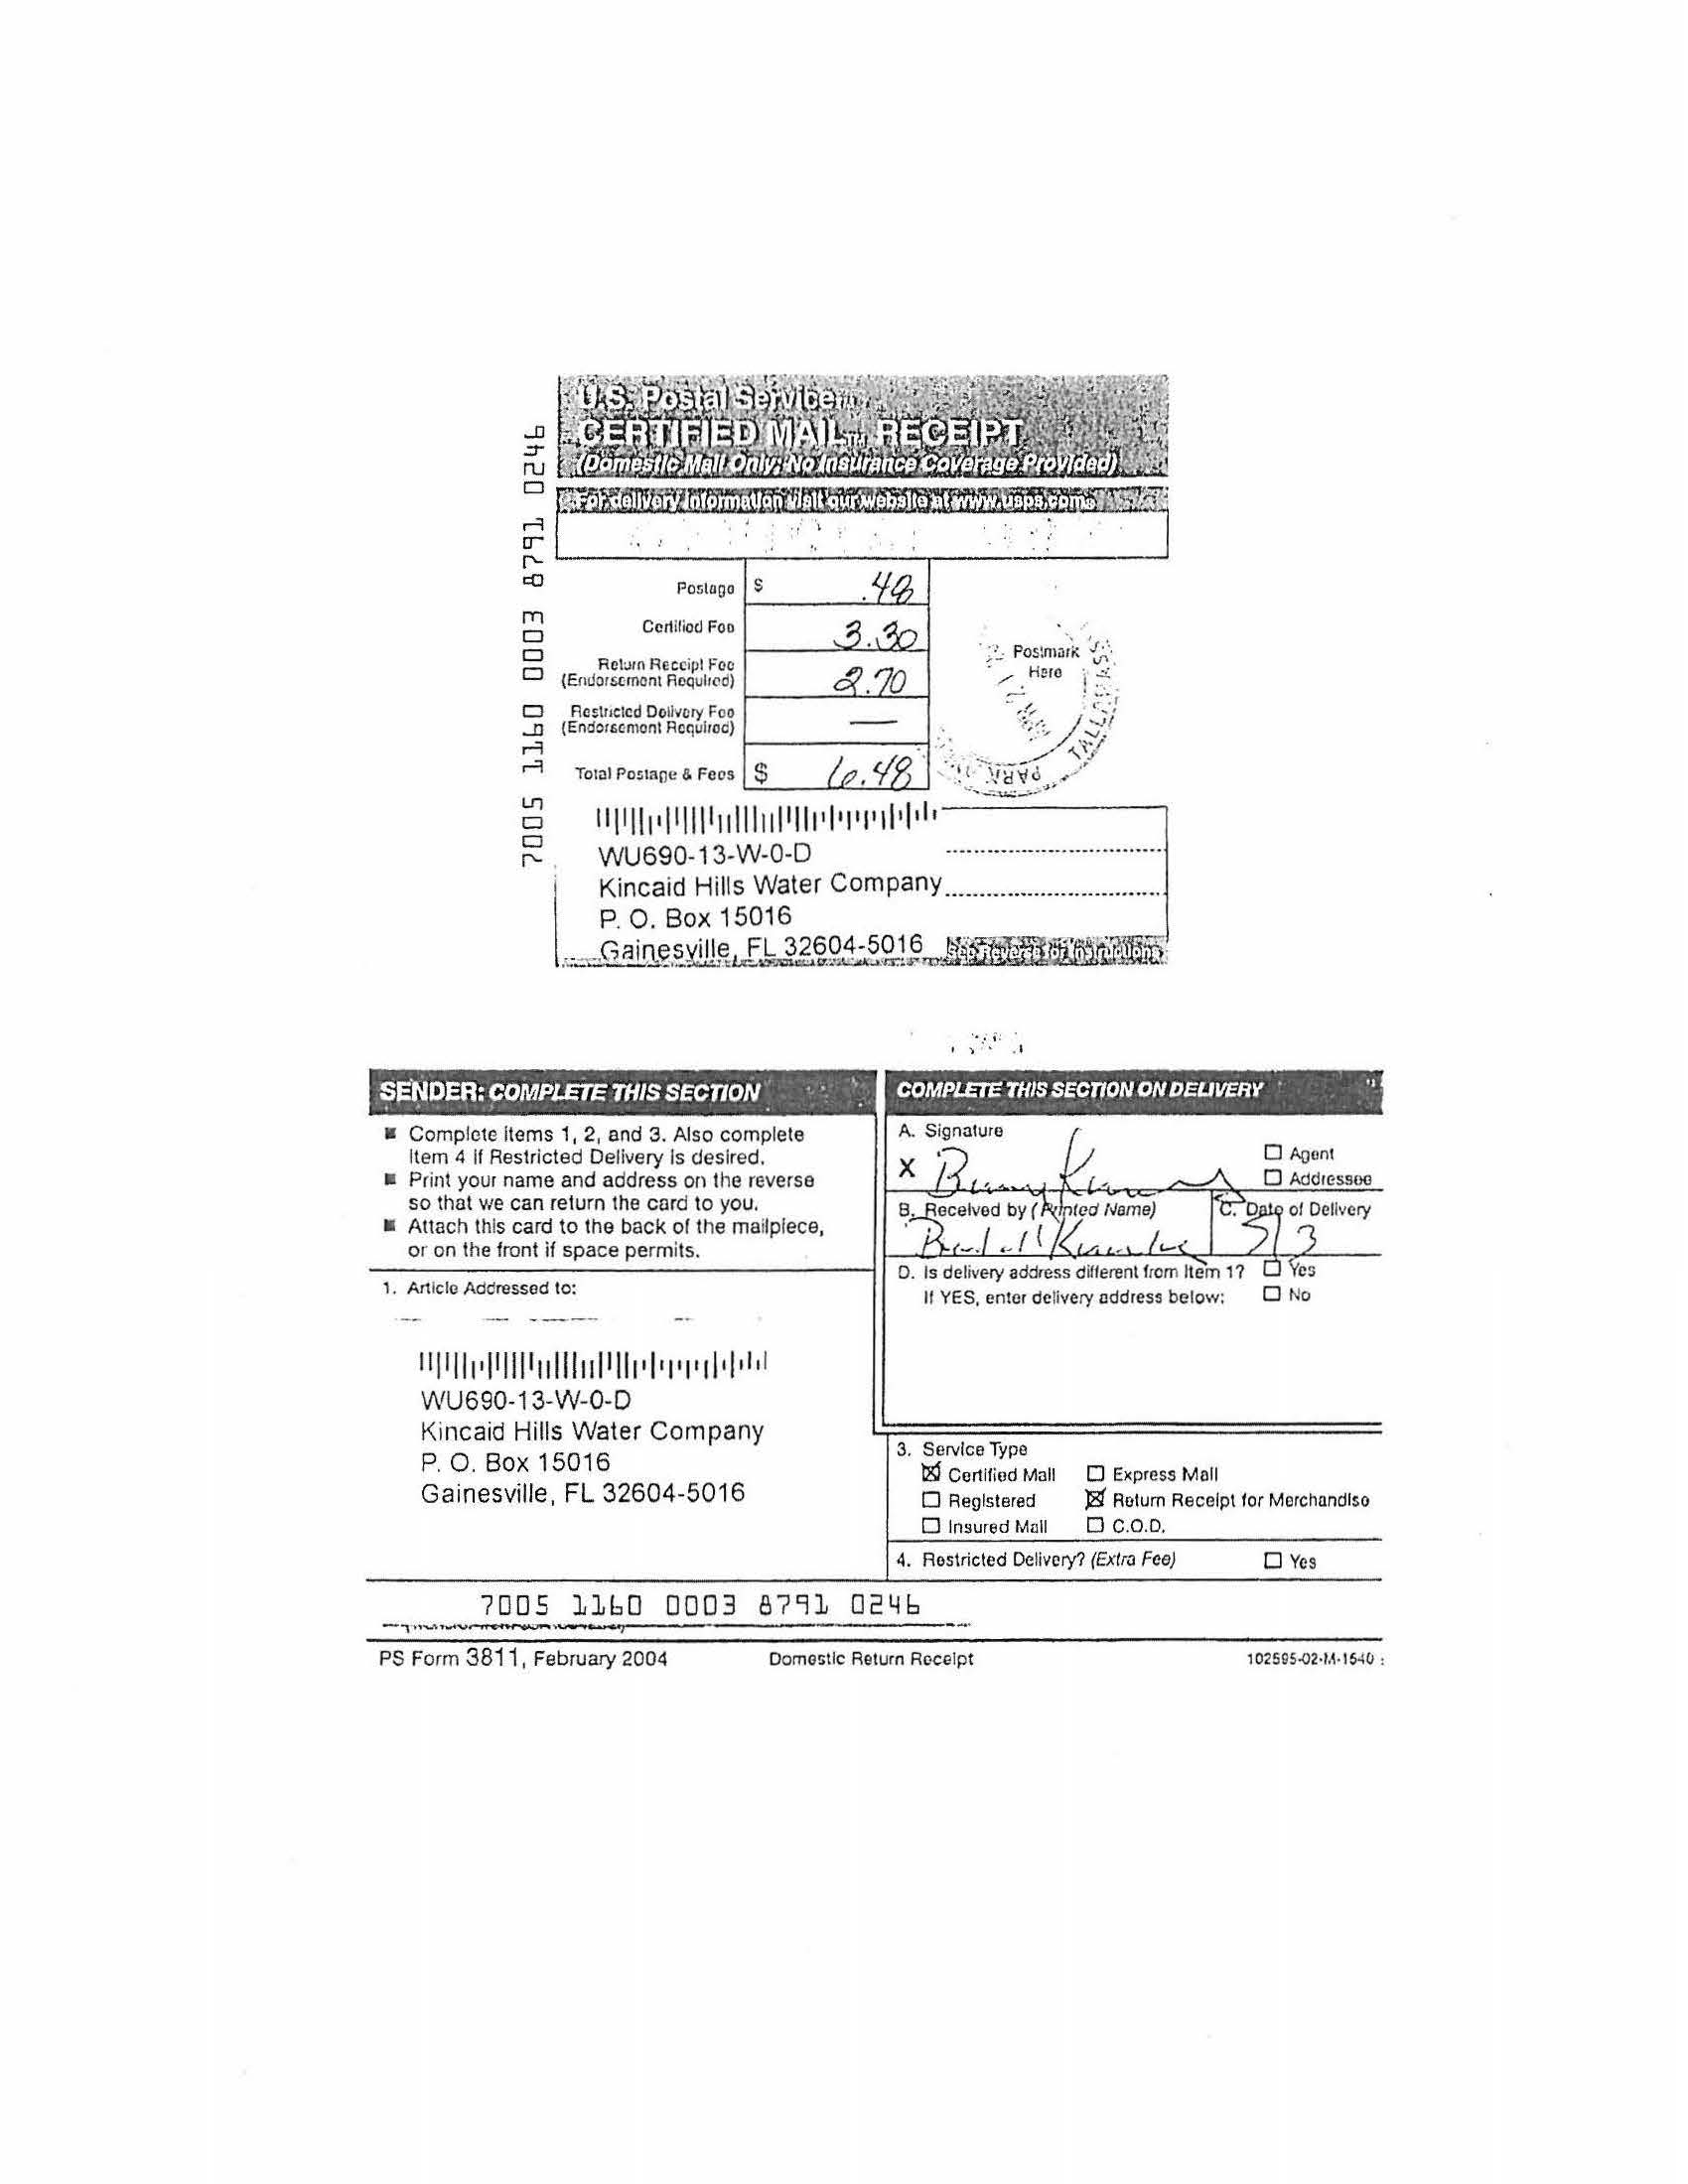 U.S. Postal Service™
CERTIFIED MAIL™ RECEIPT
(Domestic Mail Only; No Insurance Coverage Provided)
For delivery information visit our website at www.usps.com®
7005 1160 0003 8791 0246
Postage $ .48
Certified Fee 3.30
Return Receipt Fee
(Endorsement Required) 2.70
Restricted Delivery Fee
(Endorsement Required) —
Total Postage & Fees $ 6.48
Postmark
Here
PARK
TALLAHASS
WU690-13-W-0-D
Kincaid Hills Water Company
P. O. Box 15016
Gainesville, FL 32604-5016
See Reverse for Instructions
SENDER: COMPLETE THIS SECTION
■ Complete items 1, 2, and 3. Also complete
item 4 if Restricted Delivery is desired.
■ Print your name and address on the reverse
so that we can return the card to you.
■ Attach this card to the back of the mailpiece,
or on the front if space permits.
1. Article Addressed to:
WU690-13-W-0-D
Kincaid Hills Water Company
P. O. Box 15016
Gainesville, FL 32604-5016
COMPLETE THIS SECTION ON DELIVERY
A. Signature
X
☐ Agent
☐ Addressee
B. Received by (Printed Name)
C. Date of Delivery
5/3
D. Is delivery address different from item 1? ☐ Yes
If YES, enter delivery address below: ☐ No
3. Service Type
☒ Certified Mail ☐ Express Mail
☐ Registered ☒ Return Receipt for Merchandise
☐ Insured Mail ☐ C.O.D.
4. Restricted Delivery? (Extra Fee) ☐ Yes
7005 1160 0003 8791 0246
PS Form 3811, February 2004 Domestic Return Receipt 102595-02-M-1540